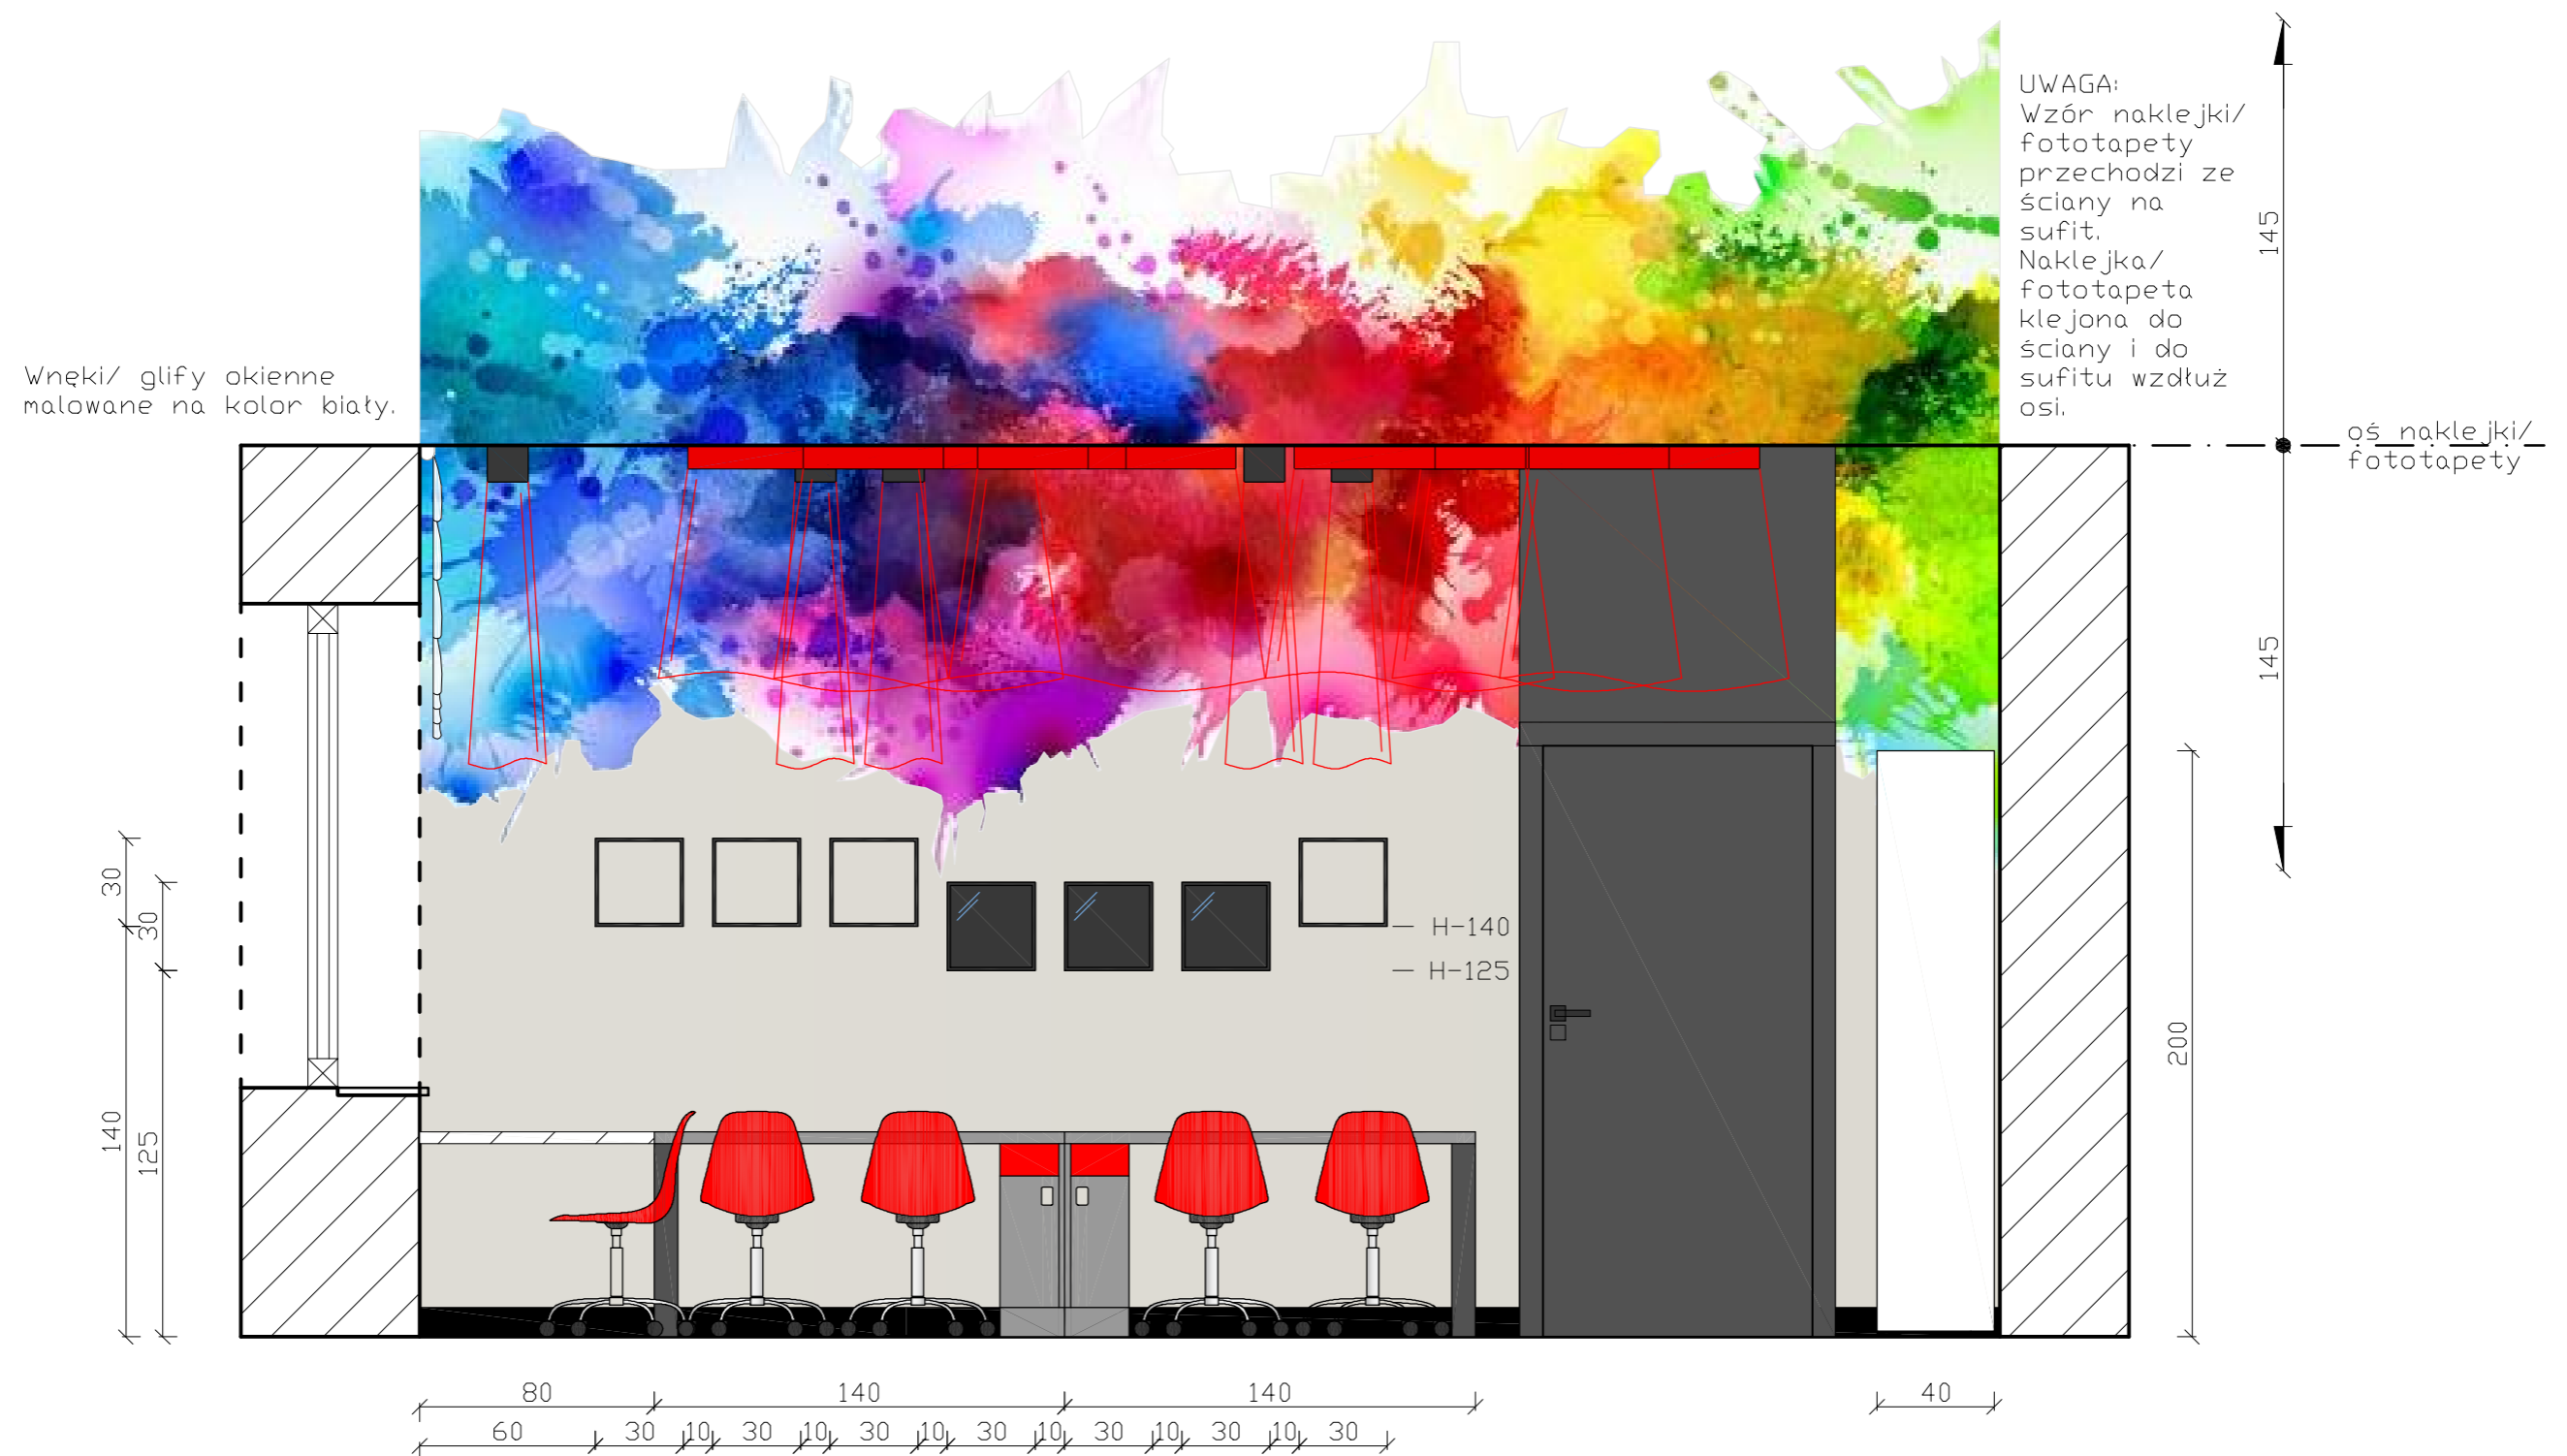 UWAGA:
Wzór naklejki/
fototapety
przechodzi ze
ściany na
sufit.
Naklejka/
fototapeta
klejona do
ściany i do
sufitu wzdłuż
osi.
145
Wnęki/ glify okienne
malowane na kolor biały.
oś naklejki/
fototapety
145
30
30
H-140
H-125
140
125
200
80 140 140 40
60 30 10 30 10 30 10 30 10 30 10 30 10 30